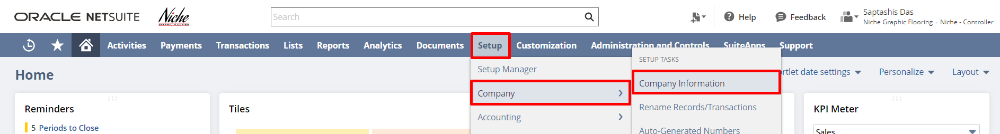 ORACLE NETSUITE
Niche
GRAPHIC FLOORING
Search
Help
Feedback
Saptashis Das
Niche Graphic Flooring - Niche - Controller
Activities Payments Transactions Lists Reports Analytics Documents Setup Customization Administration and Controls SuiteApps Support
SETUP TASKS
Home
Setup Manager
Company Information
rtlet date settings
Personalize
Layout
Company
Reminders
Tiles
Rename Records/Transactions
KPI Meter
Accounting
5 Periods to Close
Auto-Generated Numbers
Sales